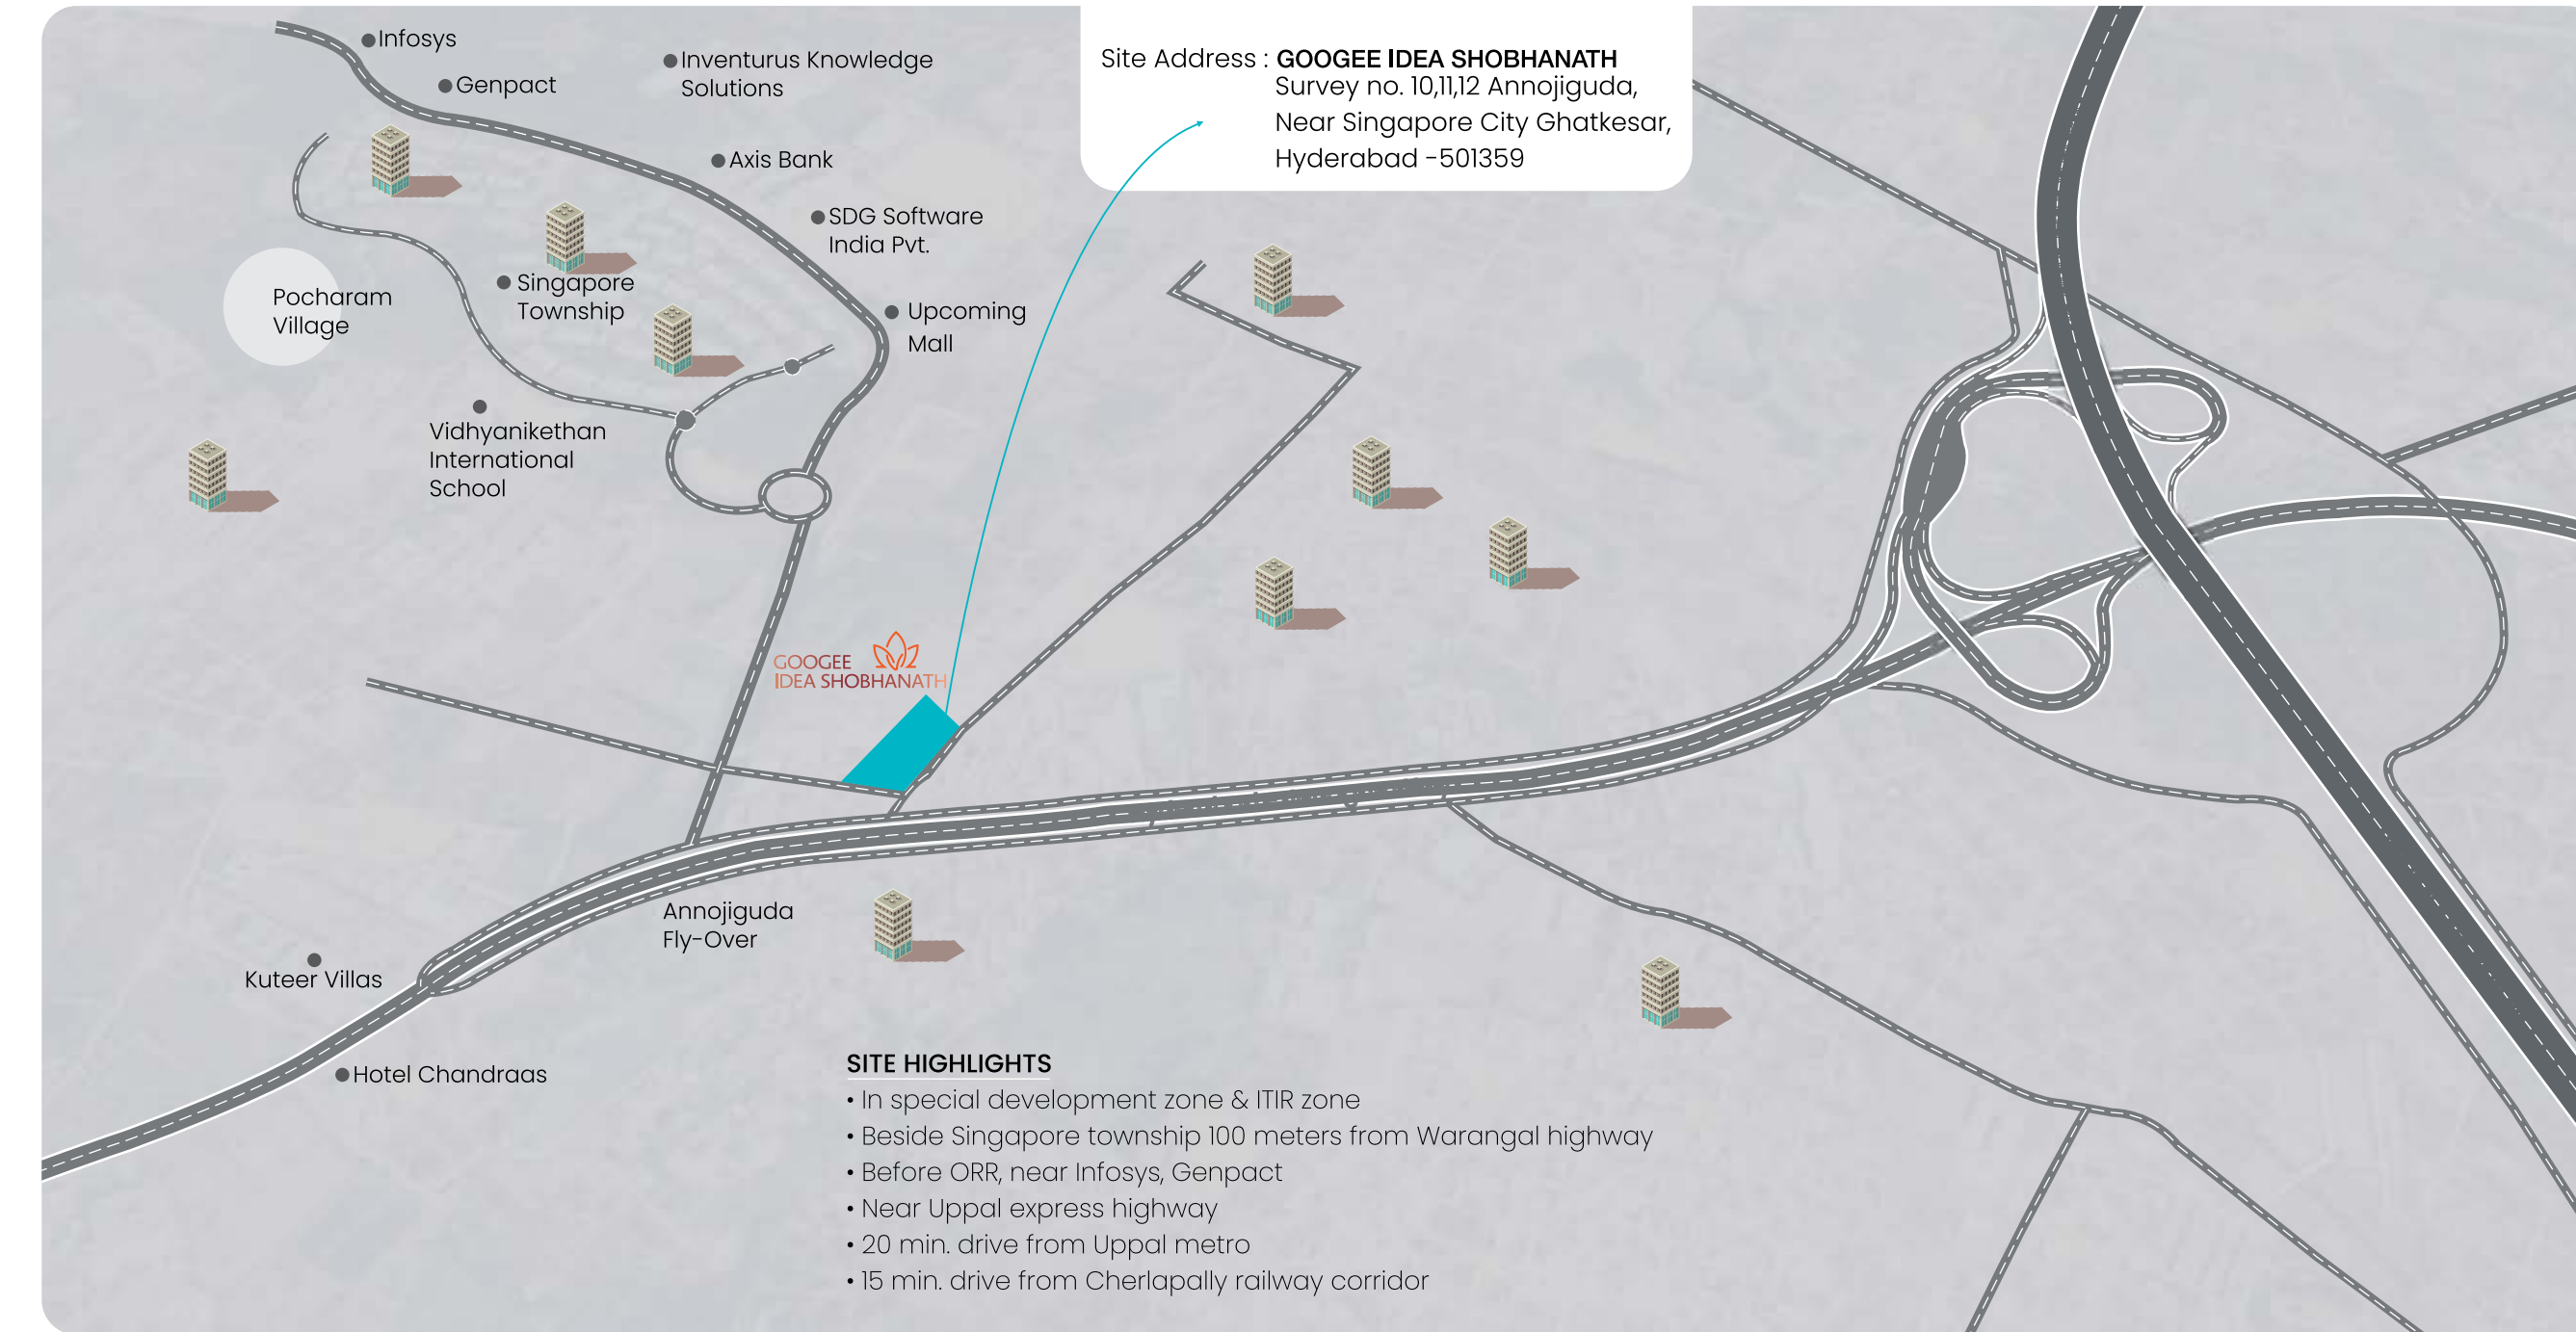 Infosys
Genpact
Inventurus Knowledge
Solutions
Axis Bank
SDG Software
India Pvt.
Upcoming
Mall
Singapore
Township
Pocharam
Village
Vidhyanikethan
International
School
Site Address : GOOGEE IDEA SHOBHANATH
Survey no. 10,11,12 Annojiguda,
Near Singapore City Ghatkesar,
Hyderabad -501359
GOOGEE
IDEA SHOBHANATH
Annojiguda
Fly-Over
Kuteer Villas
Hotel Chandraas
SITE HIGHLIGHTS
• In special development zone & ITIR zone
• Beside Singapore township 100 meters from Warangal highway
• Before ORR, near Infosys, Genpact
• Near Uppal express highway
• 20 min. drive from Uppal metro
• 15 min. drive from Cherlapally railway corridor